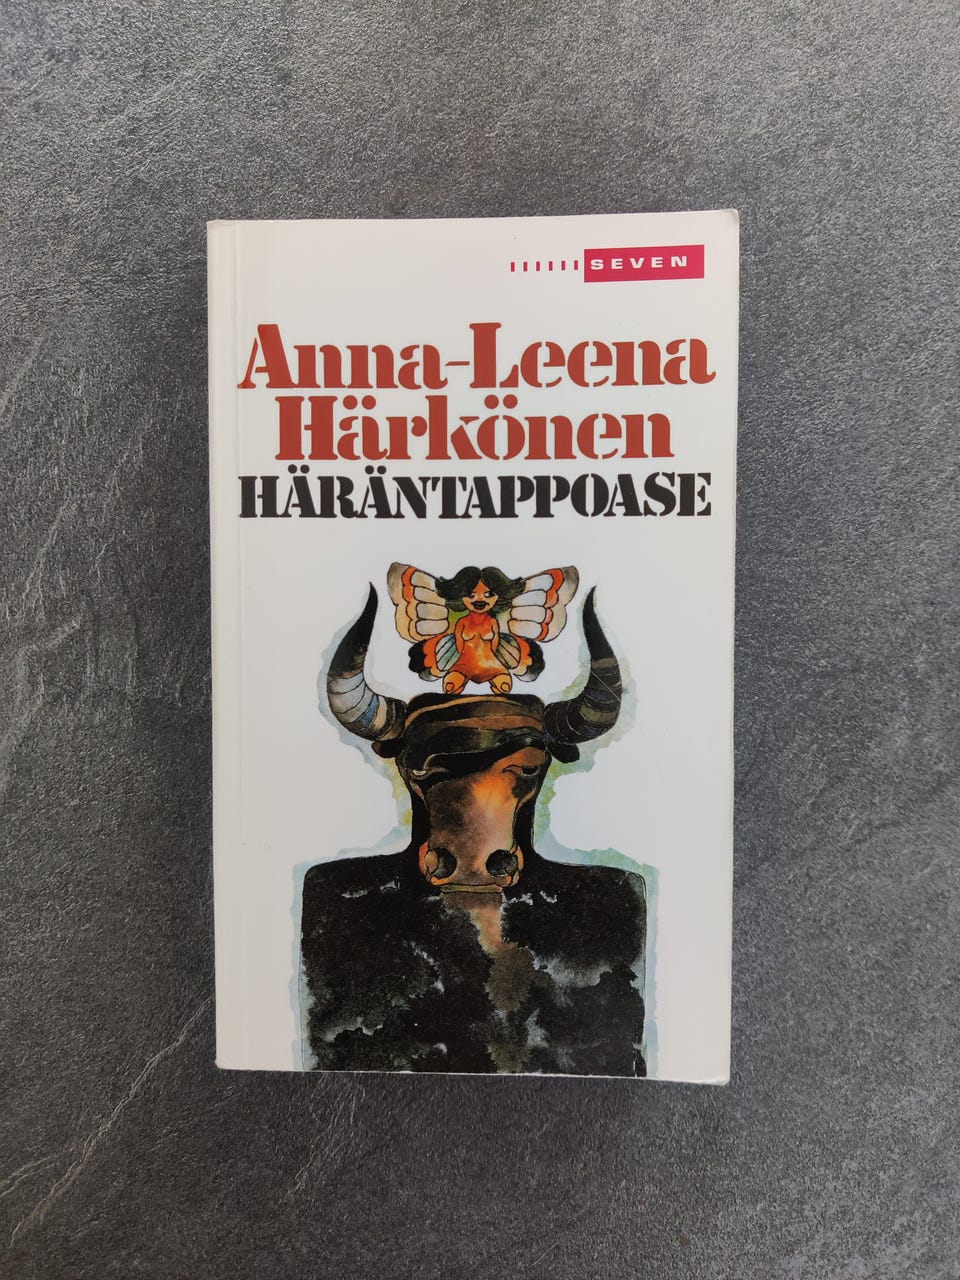 SEVEN
Anna-Leena
Härkönen
HÄRÄNTAPPOASE